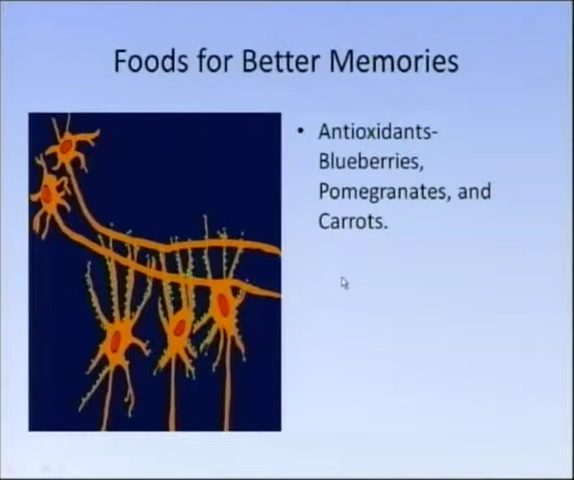 Foods for Better Memories
• Antioxidants-
Blueberries,
Pomegranates, and
Carrots.